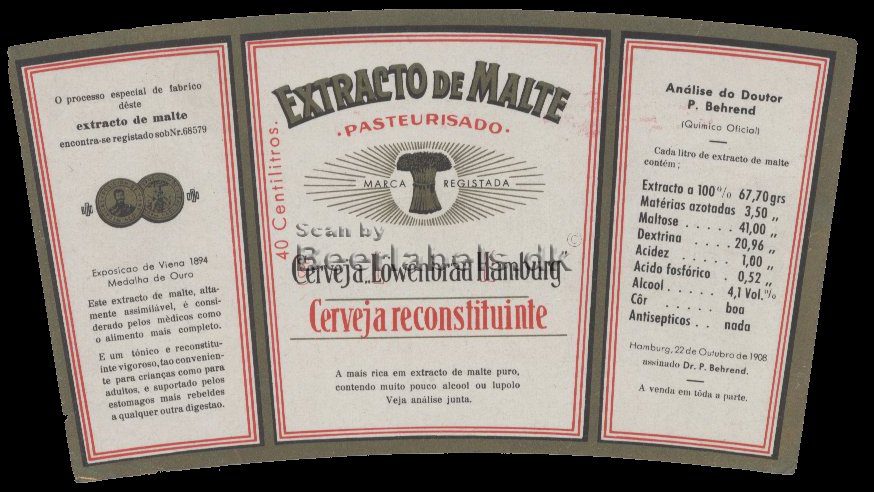 O processo especial de fabrico
dêste
extracto de malte
encontra-se registado sob Nr. 68579
Exposicao de Viena 1894
Medalha de Ouro
Este extracto de malte, alta-
mente assimilável, é consi-
derado pelos mèdicos como
o alimento mais completo.
E um tónico e reconstitu-
inte vigoroso, tao convenien-
te para crianças como para
adultos, e suportado pelos
estomagos mais rebeldes
a qualquer outra digestao.
EXTRACTO DE MALTE
·PASTEURISADO·
40 Centilitros.
MARCA REGISTADA
Scan by
Beerlabels.dk ©
Cerveja „Löwenbräu Hamburg"
Cerveja reconstituinte
A mais rica em extracto de malte puro,
contendo muito pouco alcool ou lupolo
Veja análise junta.
Análise do Doutor
P. Behrend
(Quimico Oficial)
Cada litro de extracto de malte
contém;
Extracto a 100% 67,70 grs
Matérias azotadas 3,50 „
Maltose . . . . . 41,00 „
Dextrina . . . . . 20,96 „
Acidez . . . . . 1,00 „
Acido fosfórico . 0,52 „
Alcool . . . . . 4,1 Vol.%
Côr . . . . . boa
Antisepticos . . nada
Hamburg, 22 de Outubro de 1908
assinado Dr. P. Behrend.
A venda em tôda a parte.